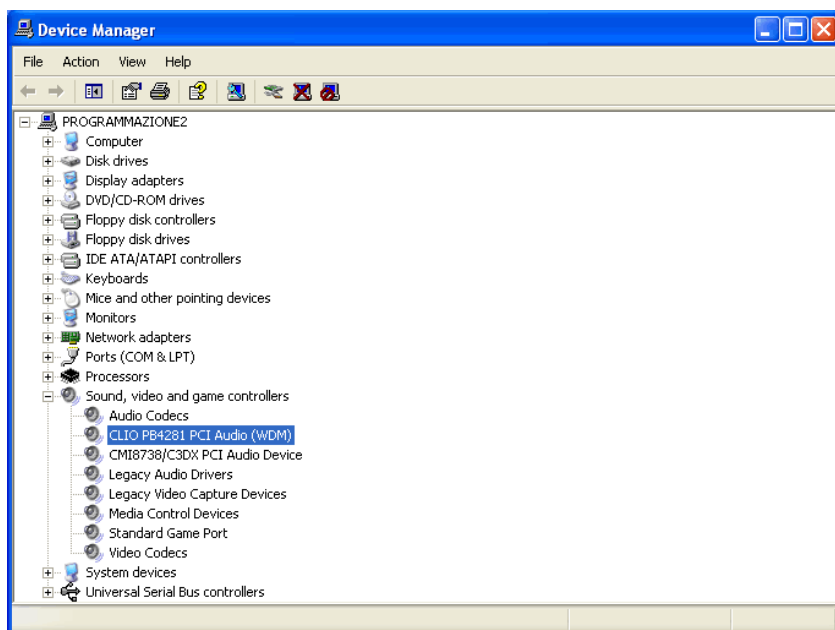 Device Manager
File Action View Help
PROGRAMMAZIONE2
Computer
Disk drives
Display adapters
DVD/CD-ROM drives
Floppy disk controllers
Floppy disk drives
IDE ATA/ATAPI controllers
Keyboards
Mice and other pointing devices
Monitors
Network adapters
Ports (COM & LPT)
Processors
Sound, video and game controllers
Audio Codecs
CLIO PB4281 PCI Audio (WDM)
CMI8738/C3DX PCI Audio Device
Legacy Audio Drivers
Legacy Video Capture Devices
Media Control Devices
Standard Game Port
Video Codecs
System devices
Universal Serial Bus controllers